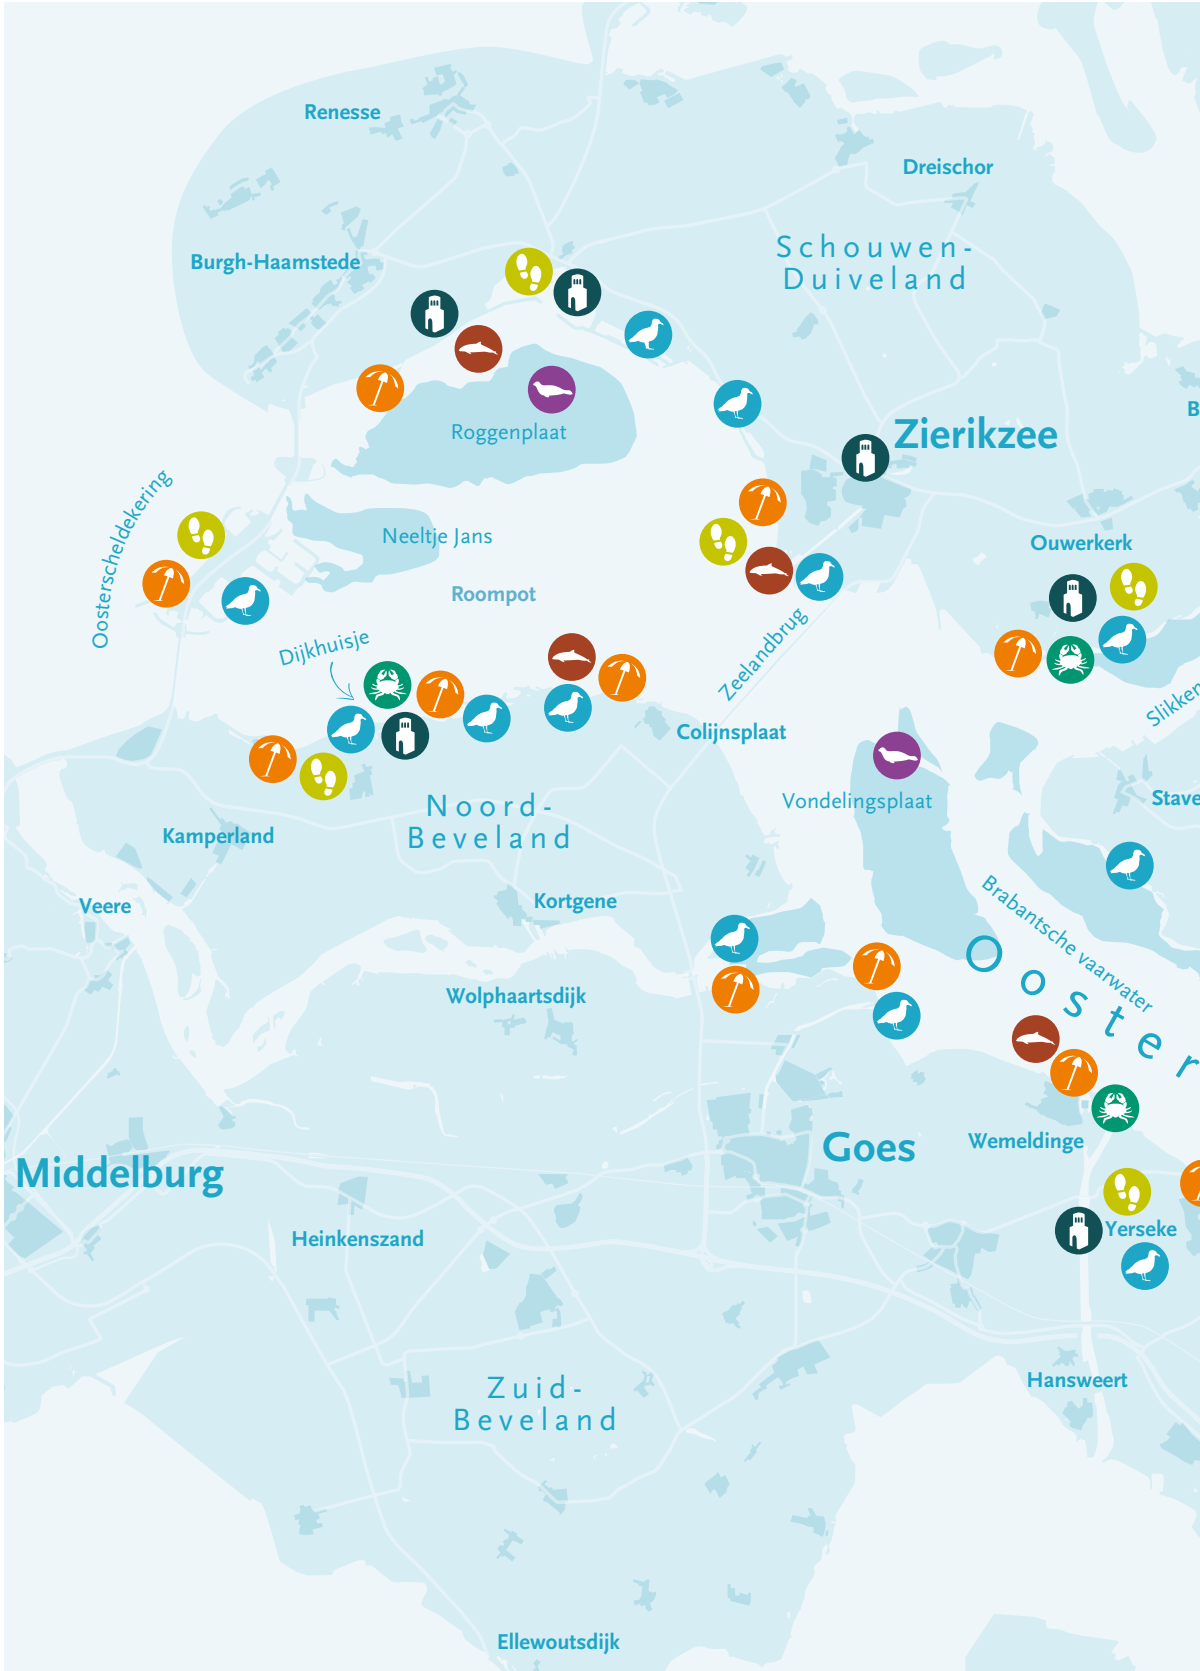 Renesse
Dreischor
Schouwen-
Duiveland
Burgh-Haamstede
B
Zierikzee
Roggenplaat
Oosterscheldekering
Neeltje Jans
Ouwerkerk
Roompot
Zeelandbrug
Dijkhuisje
Slikken
Colijnsplaat
Vondelingsplaat
Stave
Noord-
Beveland
Kamperland
Veere
Kortgene
Brabantsche vaarwater
Ooster
Wolphaartsdijk
Goes
Wemeldinge
Middelburg
Yerseke
Heinkenszand
Hansweert
Zuid-
Beveland
Ellewoutsdijk